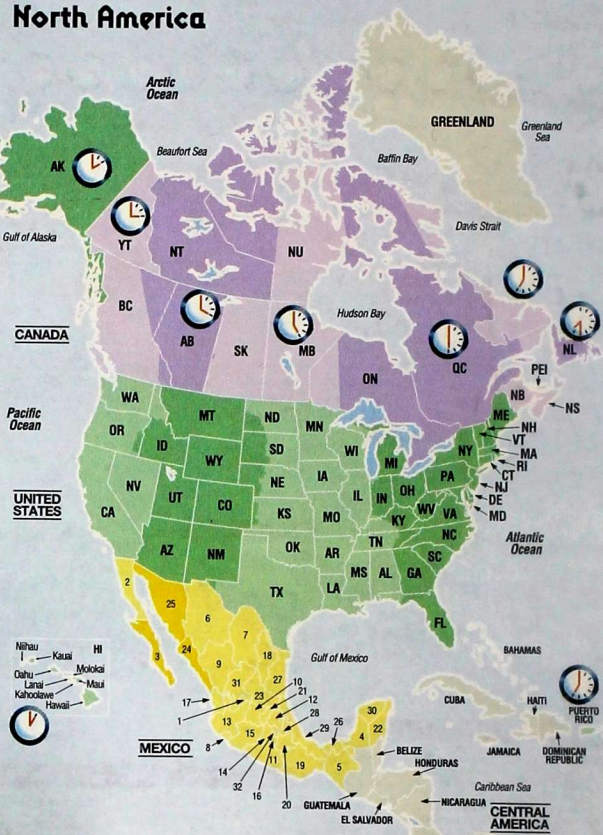 North America
Arctic
Ocean
GREENLAND
Greenland
Sea
Beaufort Sea
Baffin Bay
AK
Davis Strait
Gulf of Alaska
YT
NT
NU
BC
Hudson Bay
CANADA
AB
SK
MB
ON
QC
NL
PEI
NB
NS
WA
MT
ND
MN
ME
Pacific
Ocean
OR
ID
SD
WI
MI
NY
NH
VT
MA
WY
RI
CT
NJ
UNITED
STATES
NV
UT
CO
NE
IA
IL
IN
OH
PA
DE
MD
CA
KS
MO
KY
WV
VA
Atlantic
Ocean
AZ
NM
OK
AR
TN
NC
SC
TX
LA
MS
AL
GA
FL
2
25
6
7
3
24
9
18
Gulf of Mexico
BAHAMAS
Niihau
Kauai
HI
Oahu
Molokai
Lanai
Maui
Kahoolawe
Hawaii
31
27
10
21
17
23
12
1
28
13
29
26
30
22
4
CUBA
HAITI
PUERTO
RICO
MEXICO
8
15
BELIZE
JAMAICA
DOMINICAN
REPUBLIC
14
11
19
5
HONDURAS
32
16
20
GUATEMALA
Caribbean Sea
EL SALVADOR
NICARAGUA
CENTRAL
AMERICA